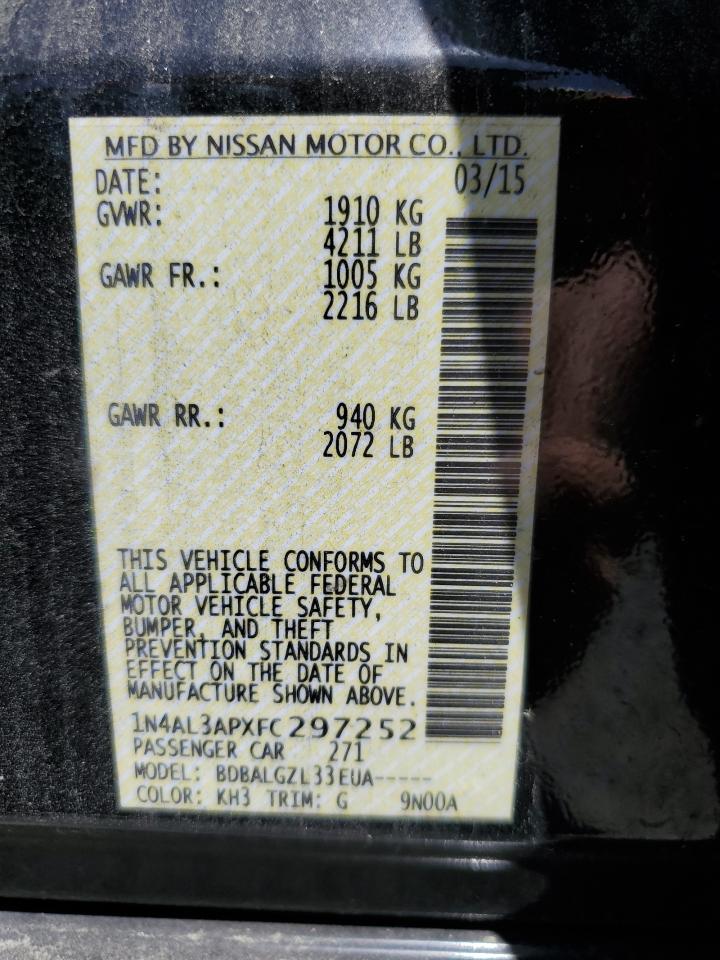 MFD BY NISSAN MOTOR CO., LTD.
DATE: 03/15
GVWR: 1910 KG
4211 LB
GAWR FR.: 1005 KG
2216 LB
GAWR RR.: 940 KG
2072 LB
THIS VEHICLE CONFORMS TO
ALL APPLICABLE FEDERAL
MOTOR VEHICLE SAFETY,
BUMPER, AND THEFT
PREVENTION STANDARDS IN
EFFECT ON THE DATE OF
MANUFACTURE SHOWN ABOVE.
1N4AL3APXFC297252
PASSENGER CAR 271
MODEL: BDBALGZL33EUA-----
COLOR: KH3 TRIM: G 9N00A